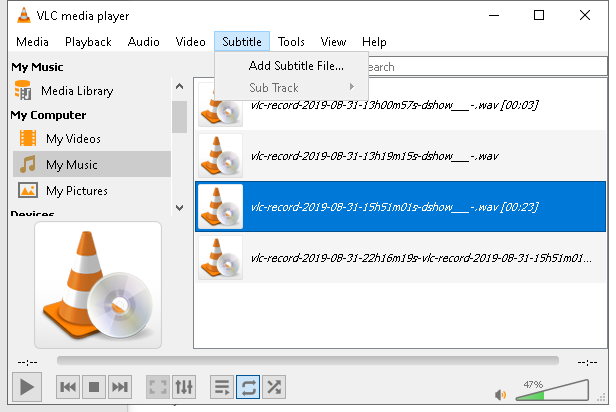 VLC media player
Media Playback Audio Video Subtitle Tools View Help
Add Subtitle File...
Sub Track
earch
My Music
Media Library
My Computer
My Videos
My Music
My Pictures
Devices
vlc-record-2019-08-31-13h00m57s-dshow___-.wav [00:03]
vlc-record-2019-08-31-13h19m15s-dshow___-.wav
vlc-record-2019-08-31-15h51m01s-dshow___-.wav [00:23]
vlc-record-2019-08-31-22h16m19s-vlc-record-2019-08-31-15h51m01...
--:-- --:--
47%